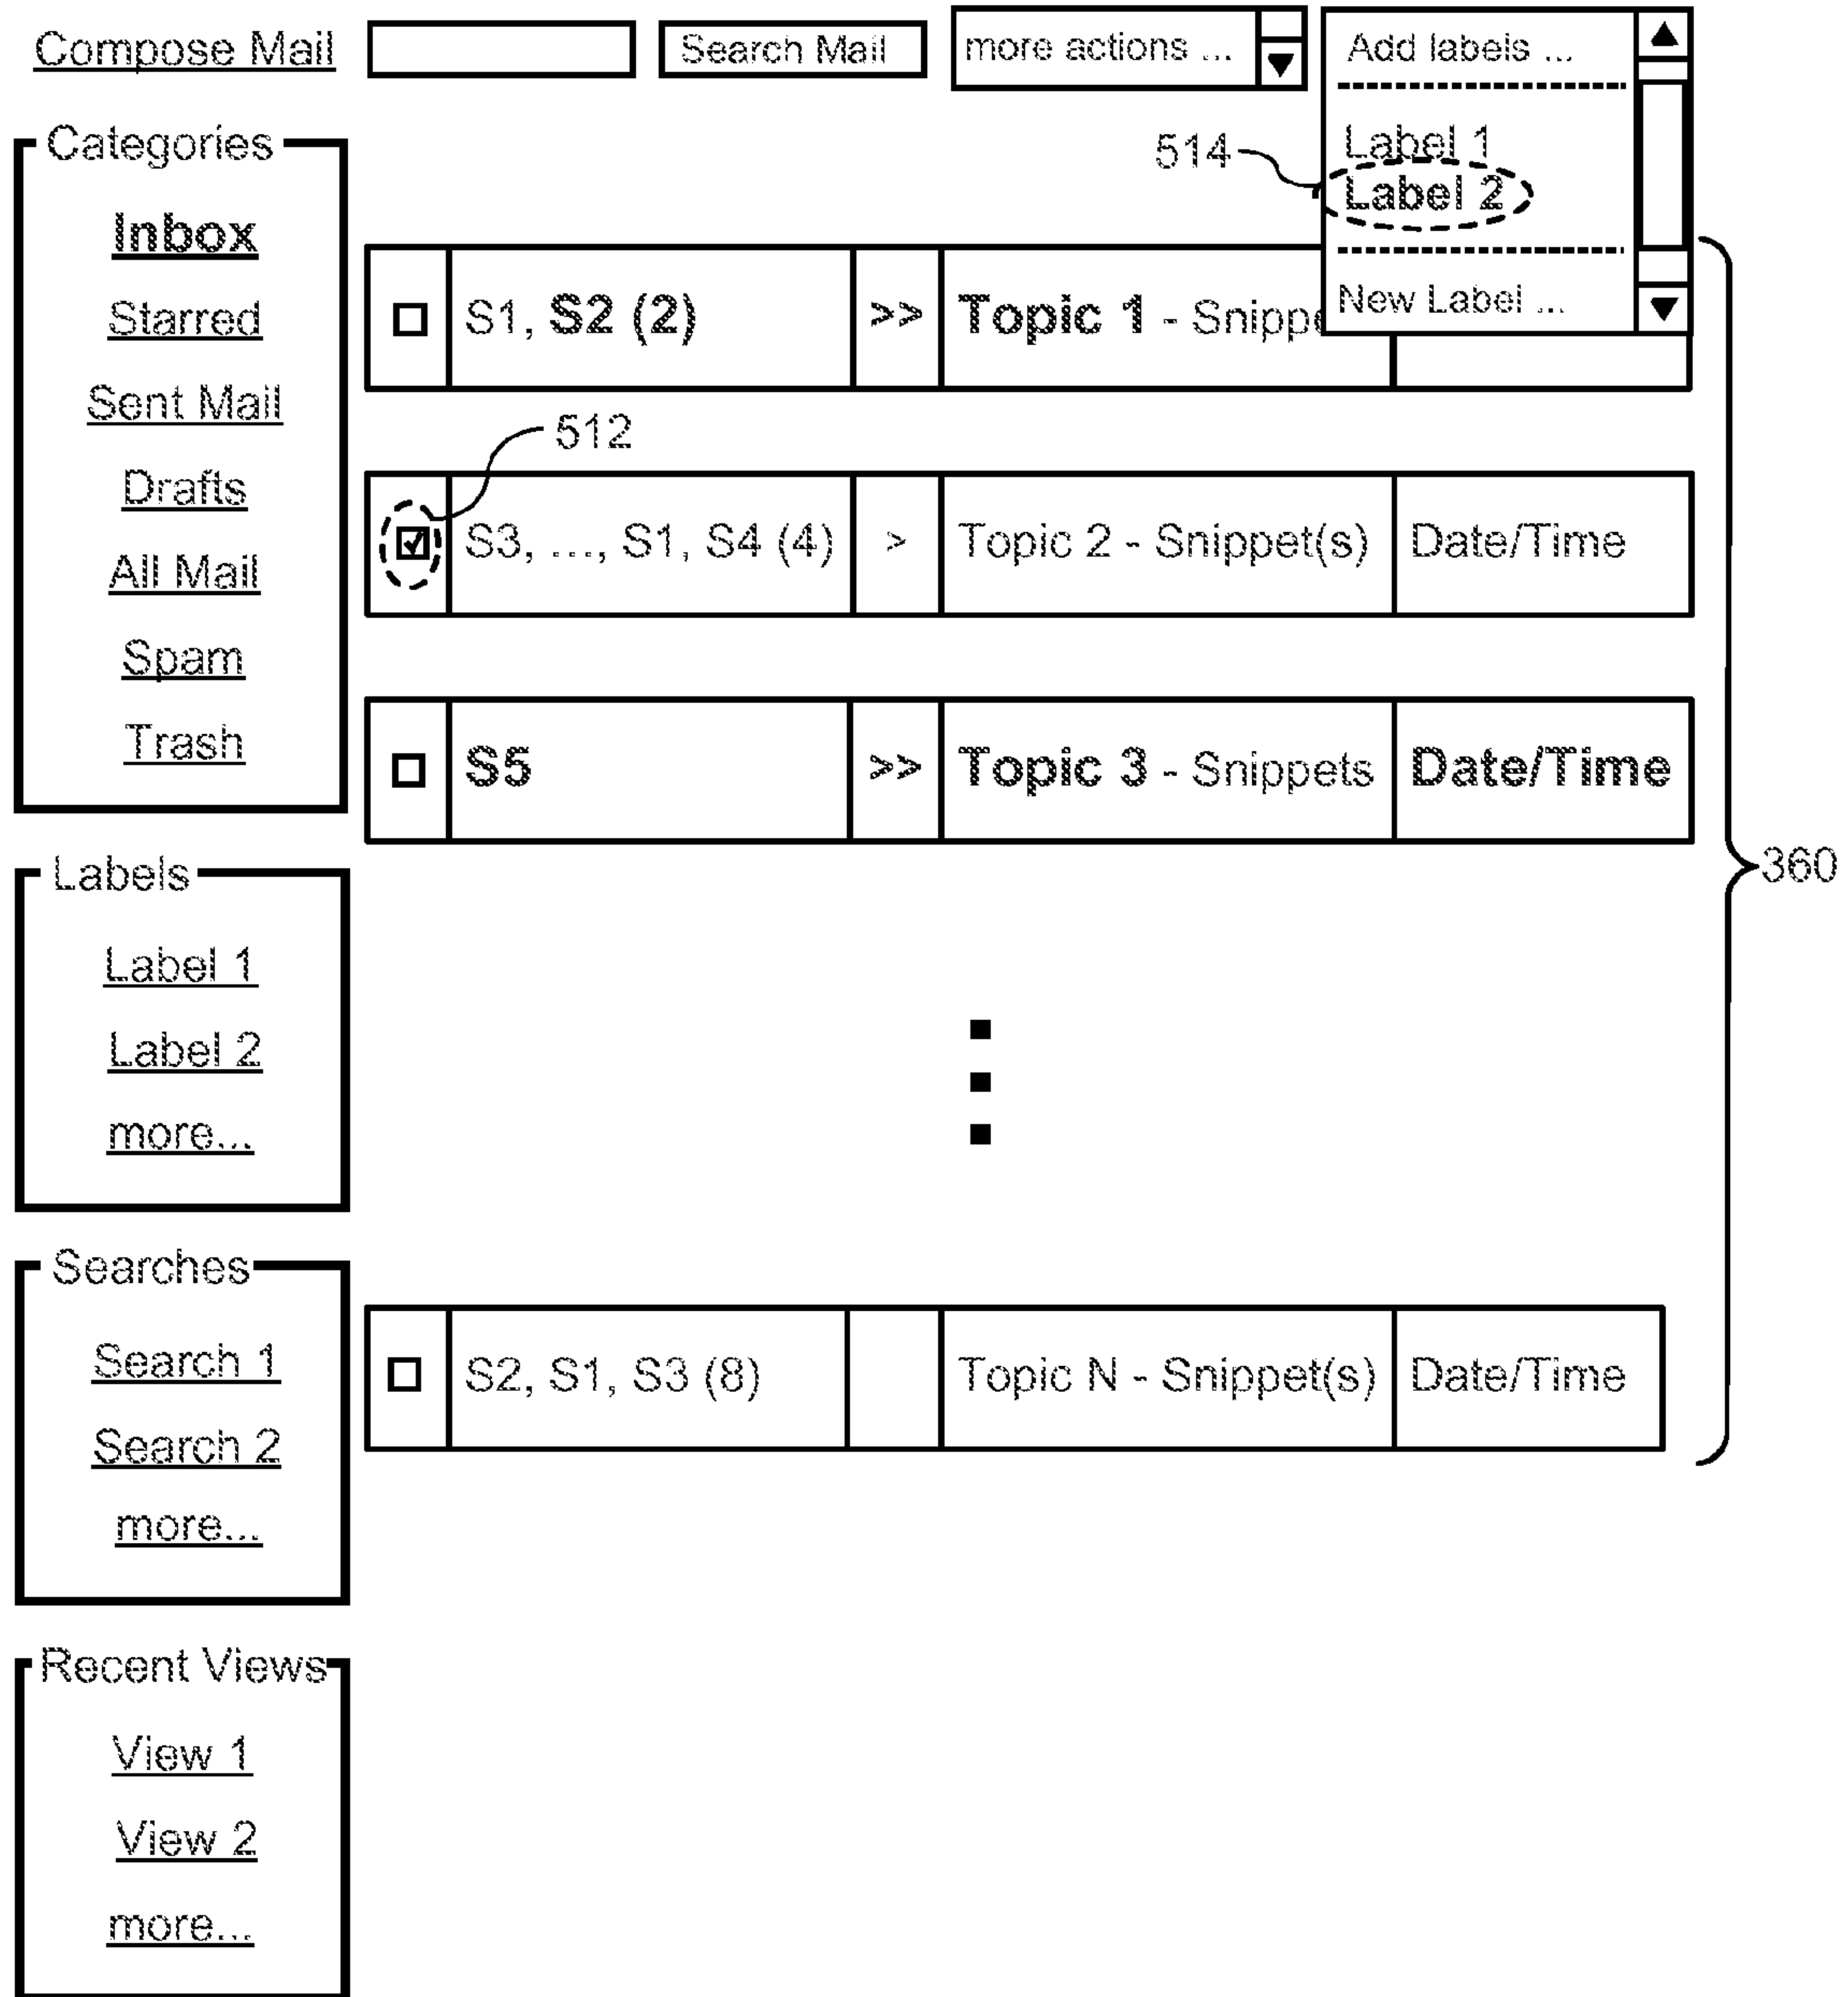 Compose Mail
Search Mail
more actions ...
Add labels ...
Label 1
Label 2
New Label ...
514
Categories
Inbox
Starred
Sent Mail
Drafts
All Mail
Spam
Trash
S1, S2 (2) >> Topic 1 - Snippe
512
S3, ..., S1, S4 (4) > Topic 2 - Snippet(s) Date/Time
S5 >> Topic 3 - Snippets Date/Time
360
Labels
Label 1
Label 2
more...
Searches
Search 1
Search 2
more...
S2, S1, S3 (8) Topic N - Snippet(s) Date/Time
Recent Views
View 1
View 2
more...